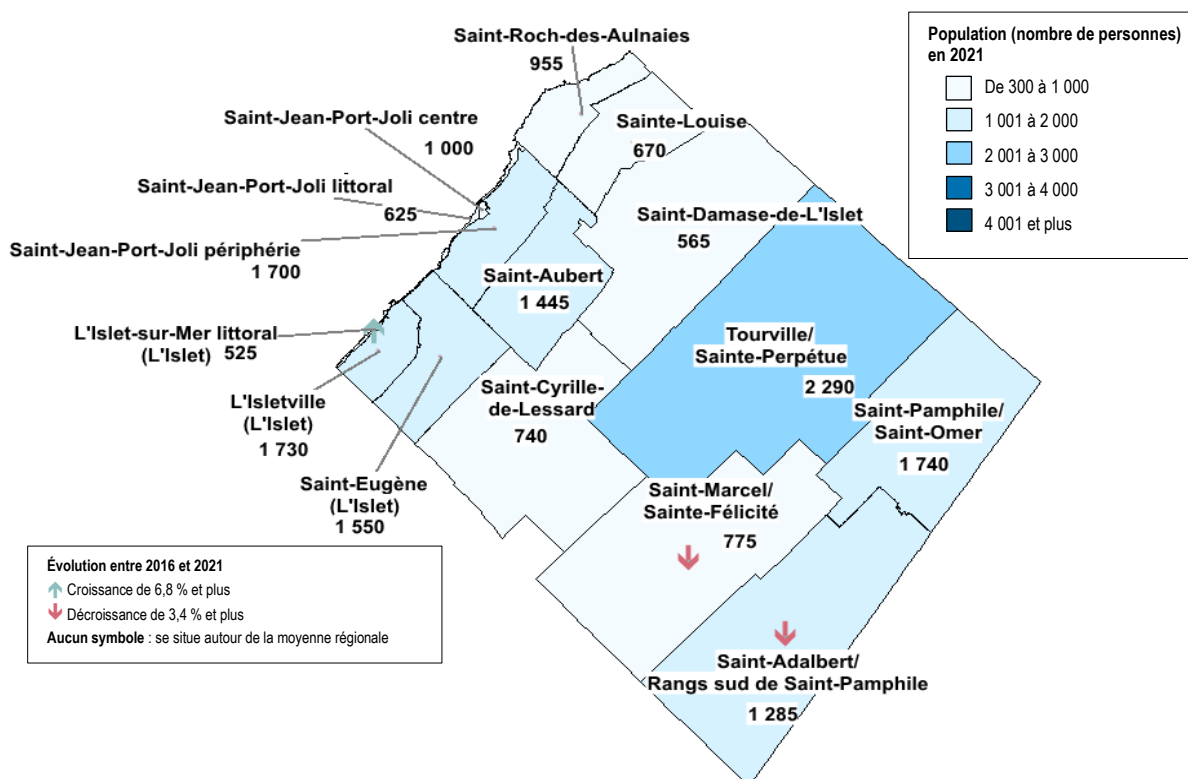 Saint-Roch-des-Aulnaies
955
Saint-Jean-Port-Joli centre
1 000
Sainte-Louise
670
Saint-Jean-Port-Joli littoral
625
Saint-Damase-de-L'Islet
565
Saint-Jean-Port-Joli périphérie
1 700
Saint-Aubert
1 445
L'Islet-sur-Mer littoral
(L'Islet) 525
Tourville/
Sainte-Perpétue
2 290
L'Isletville
(L'Islet)
1 730
Saint-Cyrille-
de-Lessard
740
Saint-Pamphile/
Saint-Omer
1 740
Saint-Eugène
(L'Islet)
1 550
Saint-Marcel/
Sainte-Félicité
775
Saint-Adalbert/
Rangs sud de Saint-Pamphile
1 285
Population (nombre de personnes)
en 2021
De 300 à 1 000
1 001 à 2 000
2 001 à 3 000
3 001 à 4 000
4 001 et plus
Évolution entre 2016 et 2021
Croissance de 6,8 % et plus
Décroissance de 3,4 % et plus
Aucun symbole : se situe autour de la moyenne régionale